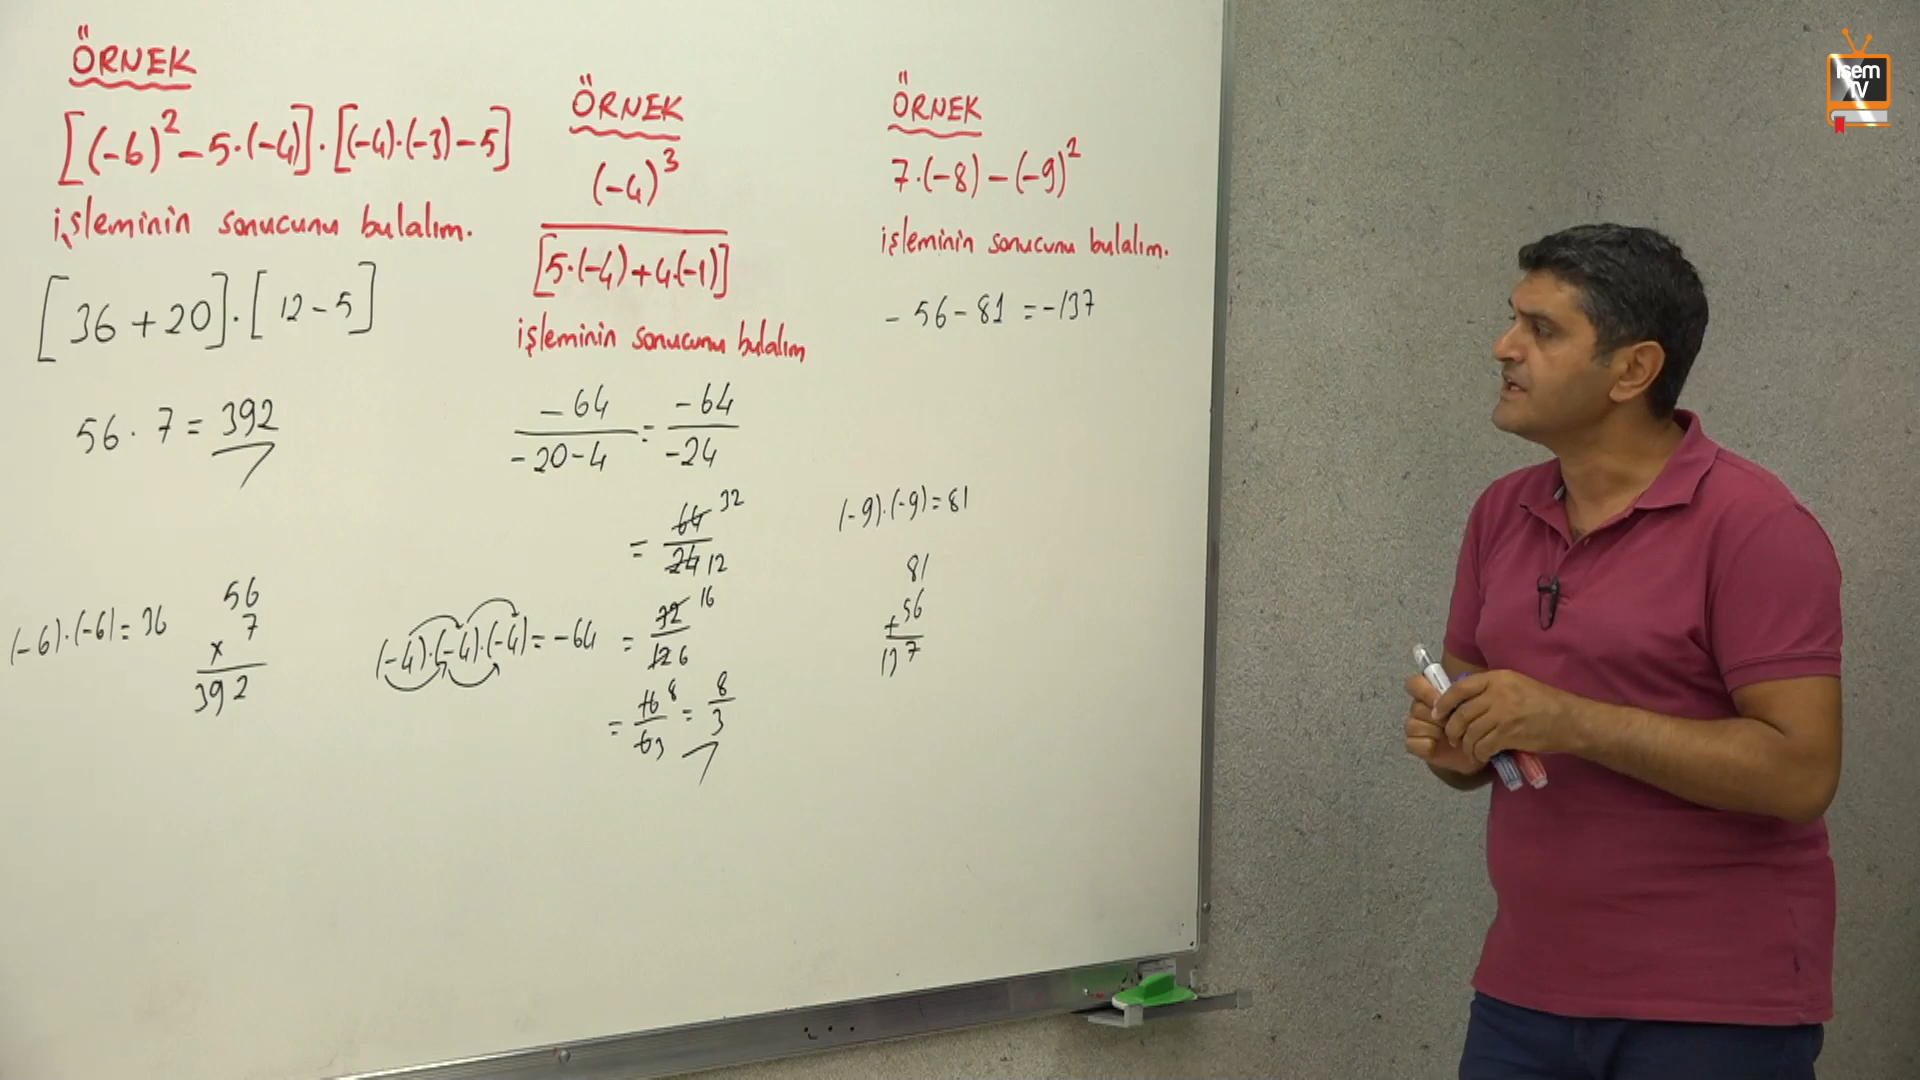 ÖRNEK
[(-6)² - 5·(-4)]·[(-4)·(-3) - 5]
işleminin sonucunu bulalım.
[36 + 20]·[12 - 5]
56 · 7 = 392
(-6)·(-6) = 36
56
x 7
392
ÖRNEK
(-4)³
[5·(-4) + 4·(-1)]
işleminin sonucunu bulalım
-64 / -20-4 = -64 / -24
= 64 32 / 24 12
= 32 16 / 12 6
= 16 8 / 6 3 = 8 / 3
(-4)·(-4)·(-4) = -64
ÖRNEK
7·(-8) - (-9)²
işleminin sonucunu bulalım.
- 56 - 81 = -137
(-9)·(-9) = 81
81
+ 56
137
isem
TV